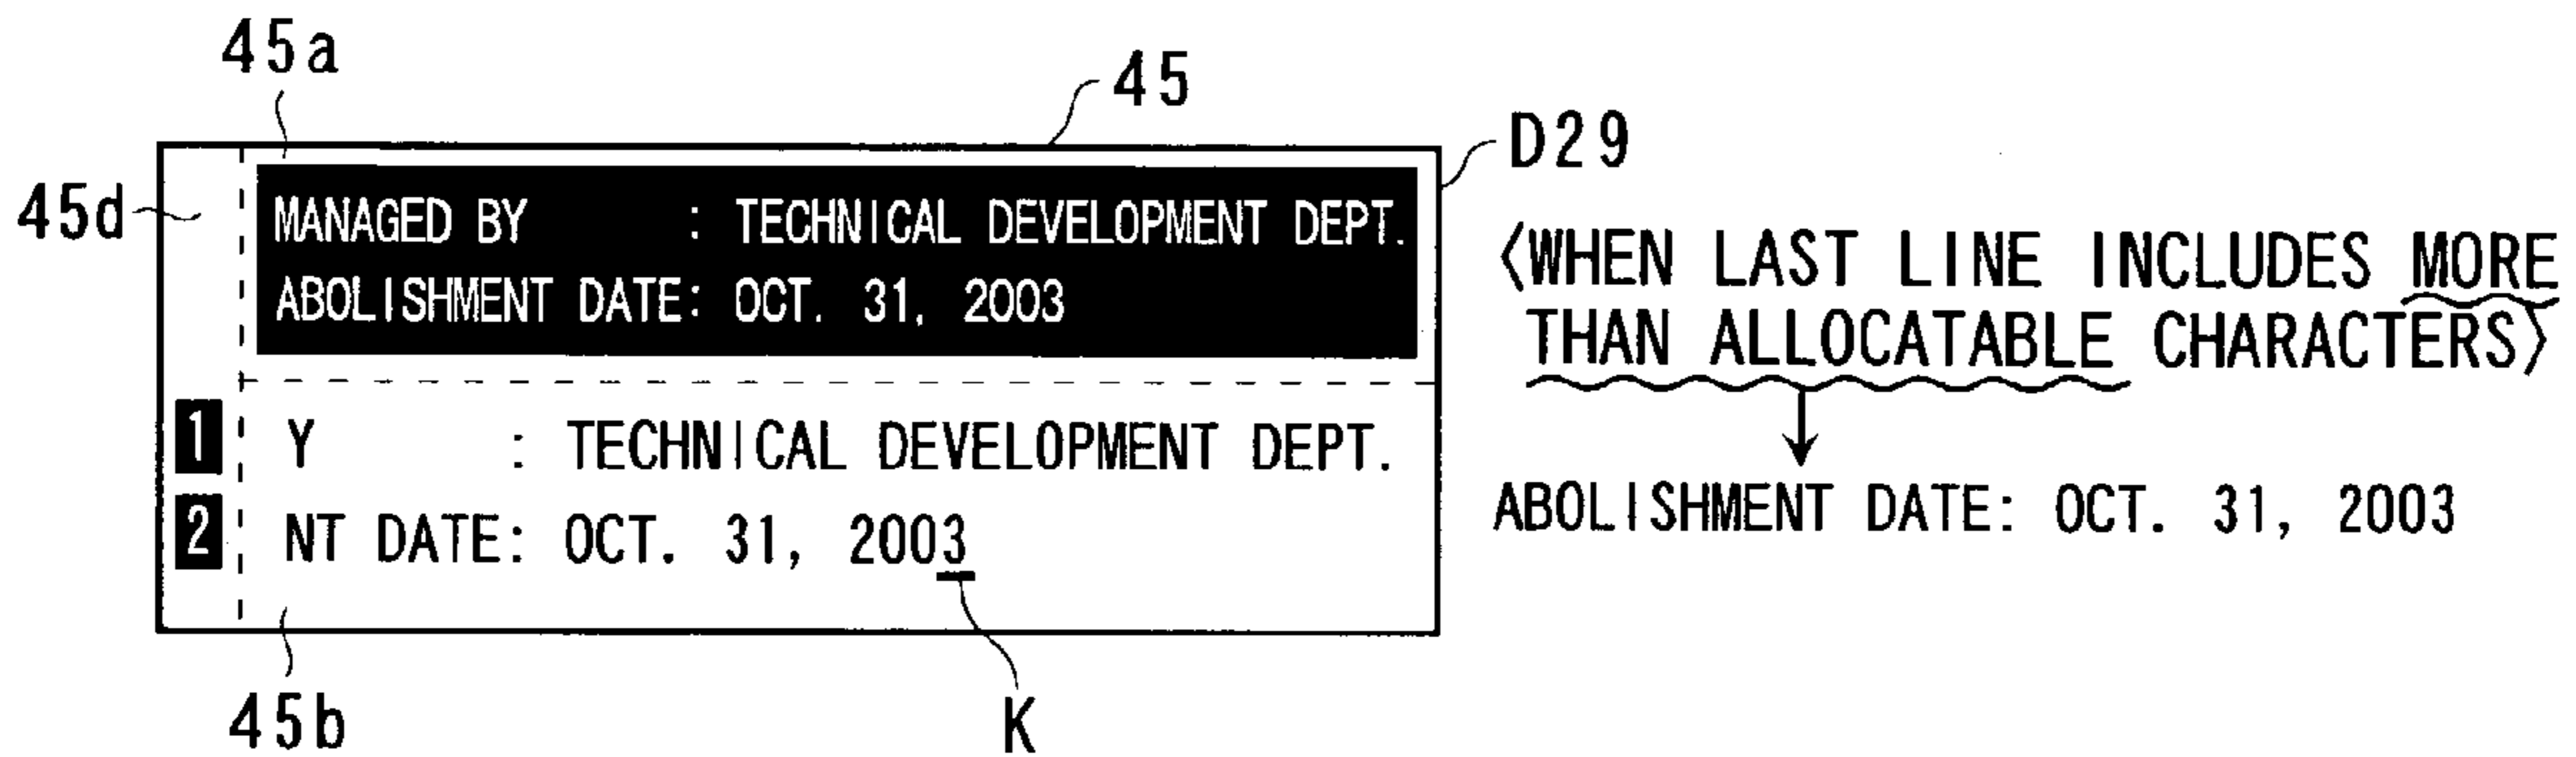 45a
45
D29
45d
MANAGED BY : TECHNICAL DEVELOPMENT DEPT.
ABOLISHMENT DATE: OCT. 31, 2003
<WHEN LAST LINE INCLUDES MORE
THAN ALLOCATABLE CHARACTERS>
1 Y : TECHNICAL DEVELOPMENT DEPT.
2 NT DATE: OCT. 31, 2003
ABOLISHMENT DATE: OCT. 31, 2003
45b
K